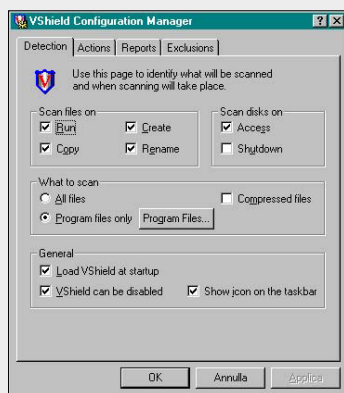 VShield Configuration Manager
Detection Actions Reports Exclusions
Use this page to identify what will be scanned
and when scanning will take place.
Scan files on
Run Create
Copy Rename
Scan disks on
Access
Shutdown
What to scan
All files Compressed files
Program files only Program Files...
General
Load VShield at startup
VShield can be disabled Show icon on the taskbar
OK Annulla Applica